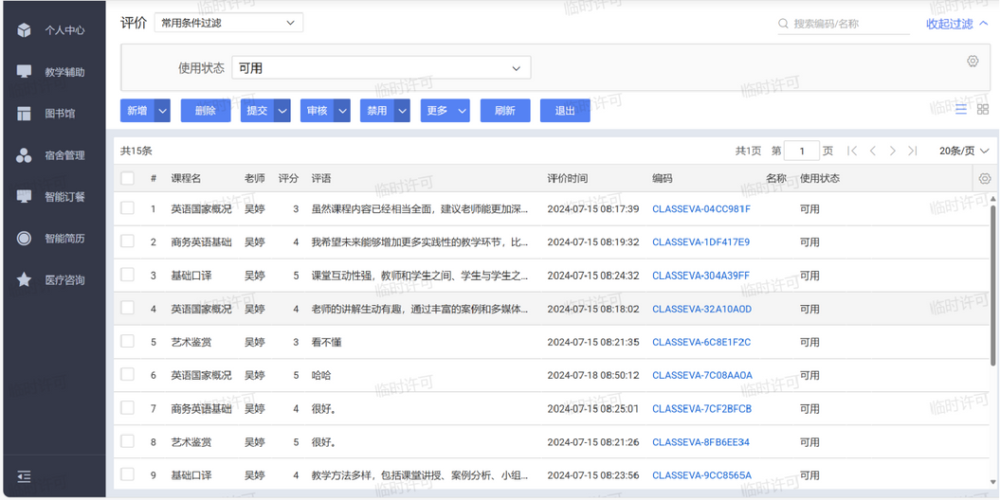 个人中心
教学辅助
图书馆
宿舍管理
智能订餐
智能简历
医疗咨询
评价 常用条件过滤 搜索编码/名称 收起过滤
使用状态 可用
新增 删除 提交 审核 禁用 更多 刷新 退出
共15条 共1页 第 1 页 20条/页
# 课程名 老师 评分 评语 评价时间 编码 名称 使用状态
1 英语国家概况 吴婷 3 虽然课程内容已经相当全面，建议老师能更加深... 2024-07-15 08:17:39 CLASSEVA-04CC981F 可用
2 商务英语基础 吴婷 4 我希望未来能够增加更多实践性的教学环节，比... 2024-07-15 08:19:32 CLASSEVA-1DF417E9 可用
3 基础口译 吴婷 5 课堂互动性强，教师和学生之间、学生与学生之... 2024-07-15 08:24:32 CLASSEVA-304A39FF 可用
4 英语国家概况 吴婷 4 老师的讲解生动有趣，通过丰富的案例和多媒体... 2024-07-15 08:18:02 CLASSEVA-32A10A0D 可用
5 艺术鉴赏 吴婷 3 看不懂 2024-07-15 08:21:35 CLASSEVA-6C8E1F2C 可用
6 英语国家概况 吴婷 5 哈哈 2024-07-18 08:50:12 CLASSEVA-7C08AA0A 可用
7 商务英语基础 吴婷 4 很好。 2024-07-15 08:25:01 CLASSEVA-7CF2BFCB 可用
8 艺术鉴赏 吴婷 5 很好。 2024-07-15 08:21:26 CLASSEVA-8FB6EE34 可用
9 基础口译 吴婷 4 教学方法多样，包括课堂讲授、案例分析、小组... 2024-07-15 08:23:56 CLASSEVA-9CC8565A 可用
临时许可